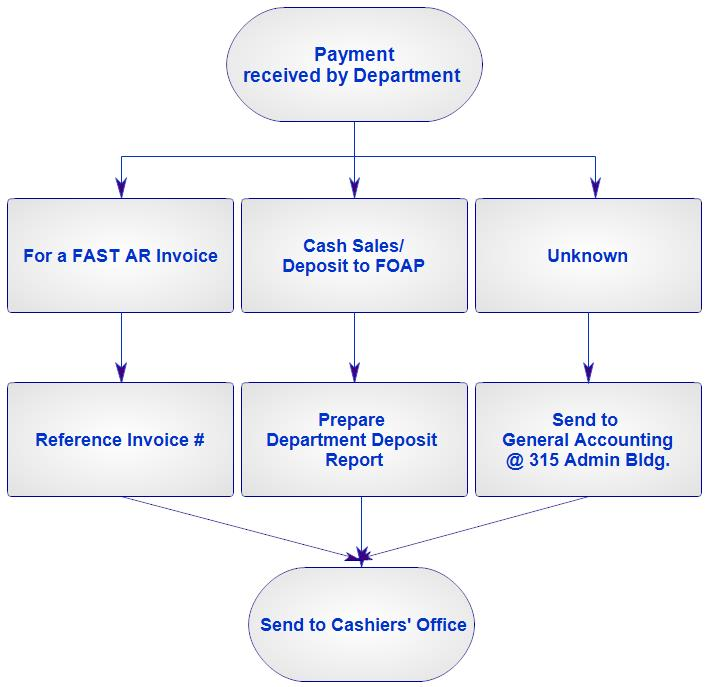 Payment
received by Department
For a FAST AR Invoice
Cash Sales/
Deposit to FOAP
Unknown
Reference Invoice #
Prepare
Department Deposit
Report
Send to
General Accounting
@ 315 Admin Bldg.
Send to Cashiers' Office